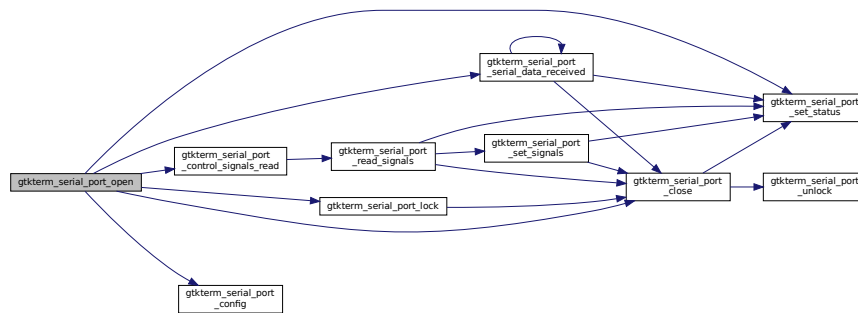 gtkterm_serial_port_open
gtkterm_serial_port
_control_signals_read
gtkterm_serial_port
_config
gtkterm_serial_port
_read_signals
gtkterm_serial_port_lock
gtkterm_serial_port
_serial_data_received
gtkterm_serial_port
_set_signals
gtkterm_serial_port
_close
gtkterm_serial_port
_set_status
gtkterm_serial_port
_unlock